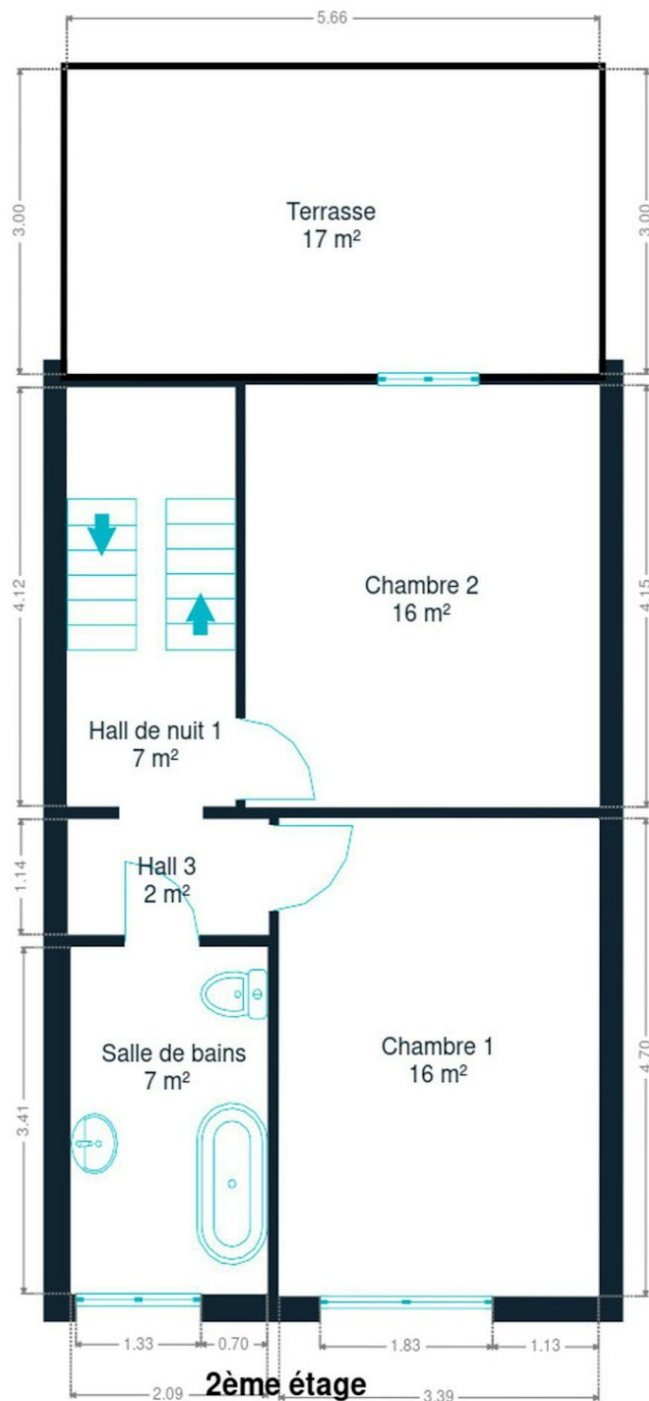 5.66
3.00
3.00
Terrasse
17 m²
4.12
4.15
Chambre 2
16 m²
Hall de nuit 1
7 m²
1.14
Hall 3
2 m²
4.70
3.41
Salle de bains
7 m²
Chambre 1
16 m²
1.33
0.70
1.83
1.13
2.09
3.39
2ème étage